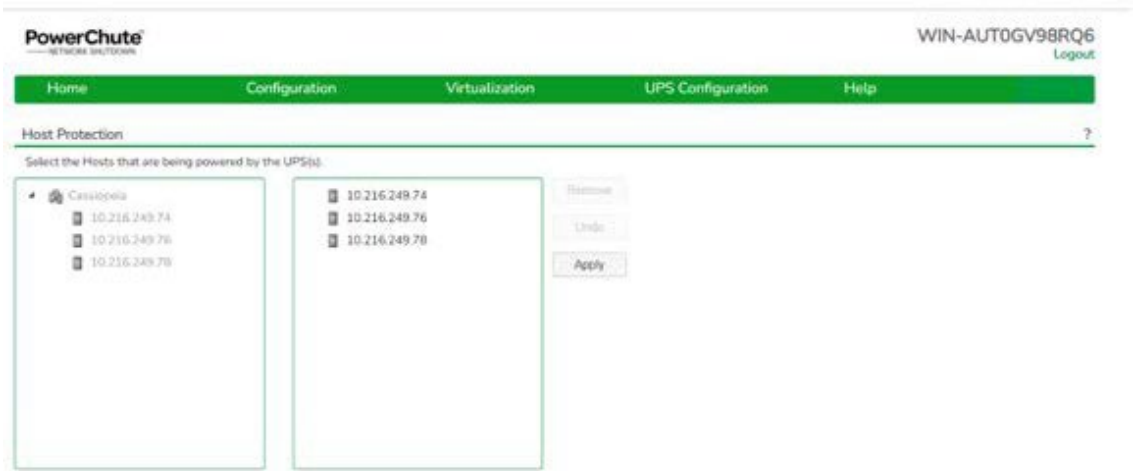 PowerChute
NETWORK SHUTDOWN
WIN-AUT0GV98RQ6
Logout
Home Configuration Virtualization UPS Configuration Help
Host Protection ?
Select the Hosts that are being powered by the UPS(s).
Cassiopeia
10.216.249.74
10.216.249.76
10.216.249.78
10.216.249.74
10.216.249.76
10.216.249.78
Remove
Undo
Apply